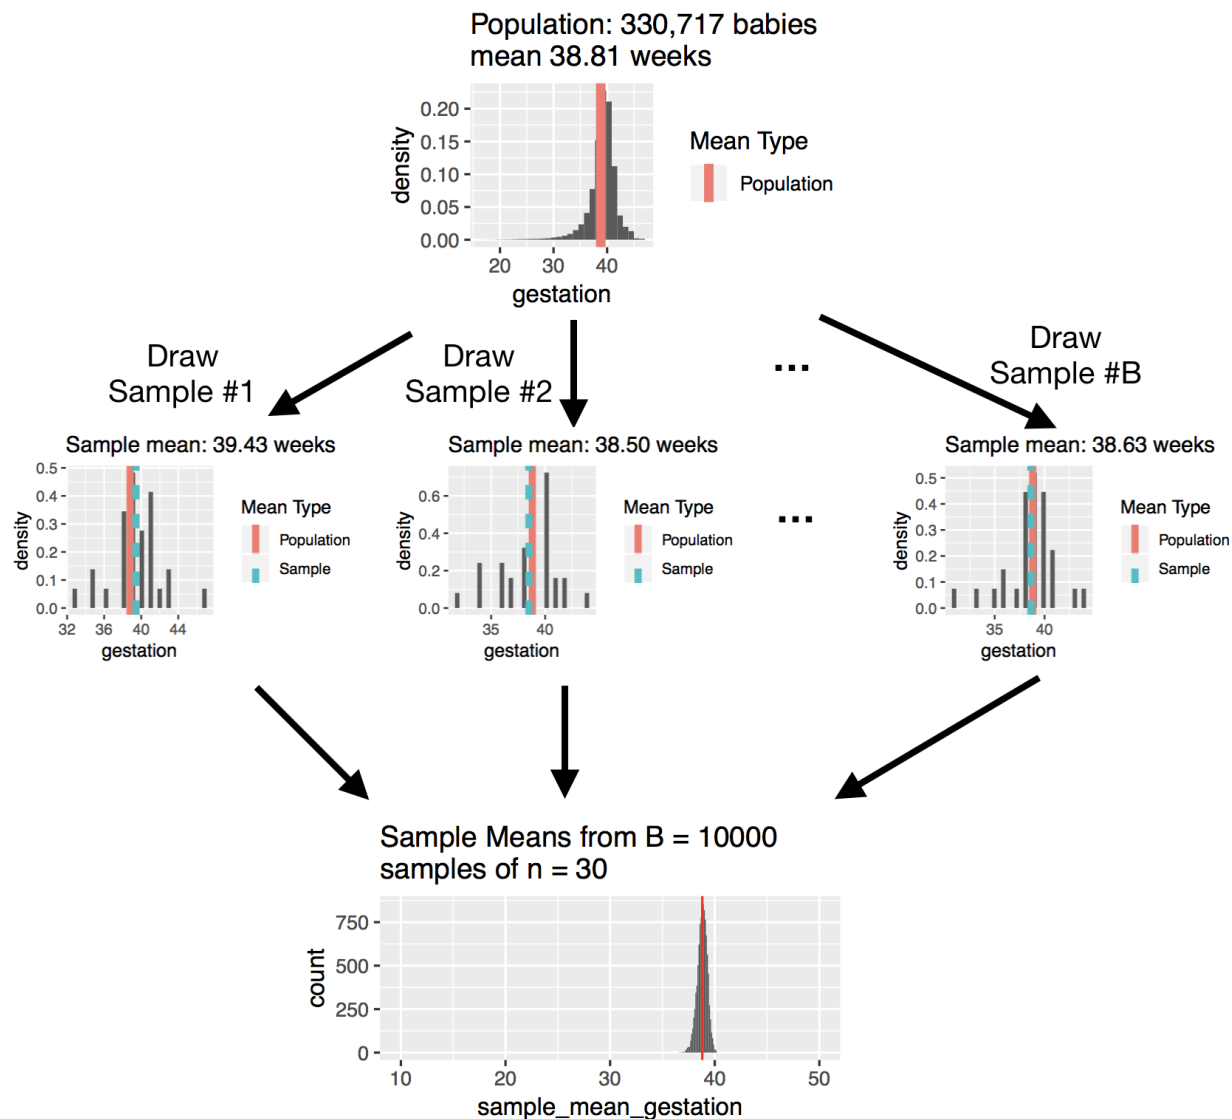 Population: 330,717 babies
mean 38.81 weeks
density
0.20
0.15
0.10
0.05
0.00
20 30 40
gestation
Mean Type
Population
Draw
Sample #1
Draw
Sample #2
...
Draw
Sample #B
Sample mean: 39.43 weeks
density
0.5
0.4
0.3
0.2
0.1
0.0
32 36 40 44
gestation
Mean Type
Population
Sample
Sample mean: 38.50 weeks
density
0.6
0.4
0.2
0.0
35 40
gestation
Mean Type
Population
Sample
...
Sample mean: 38.63 weeks
density
0.5
0.4
0.3
0.2
0.1
0.0
35 40
gestation
Mean Type
Population
Sample
Sample Means from B = 10000
samples of n = 30
count
750
500
250
0
10 20 30 40 50
sample_mean_gestation